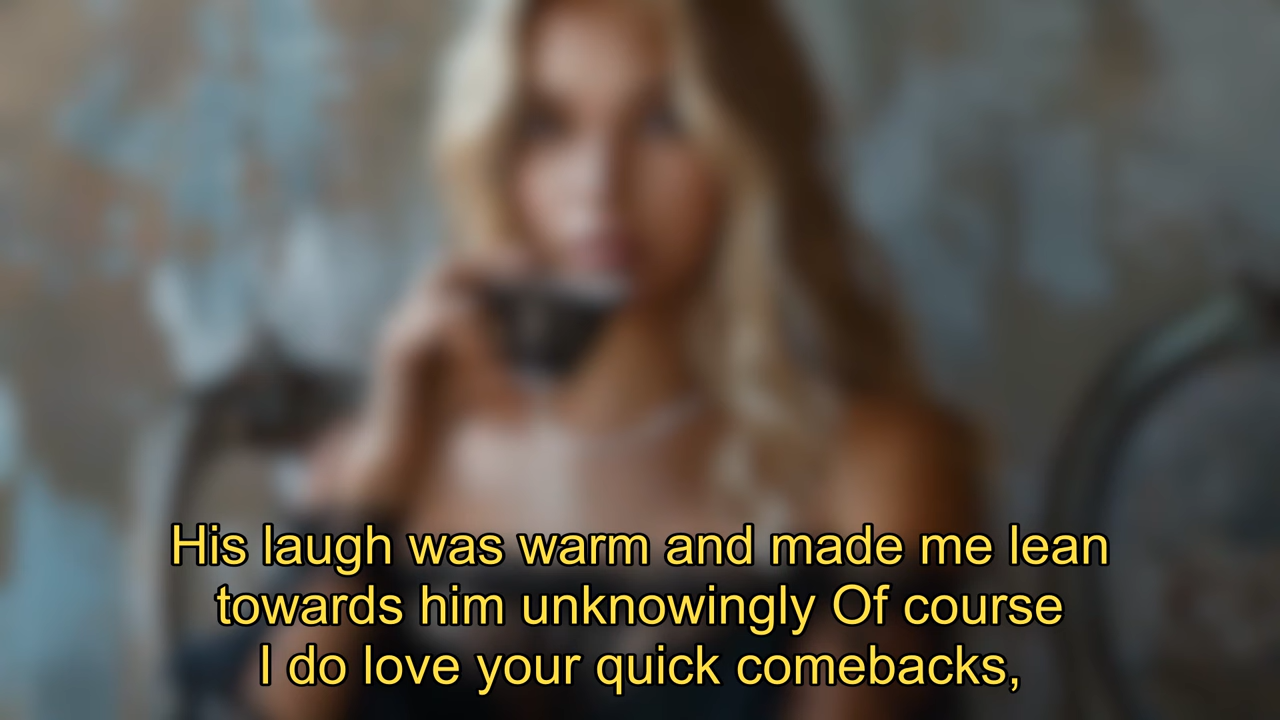 His laugh was warm and made me lean
towards him unknowingly Of course
I do love your quick comebacks,